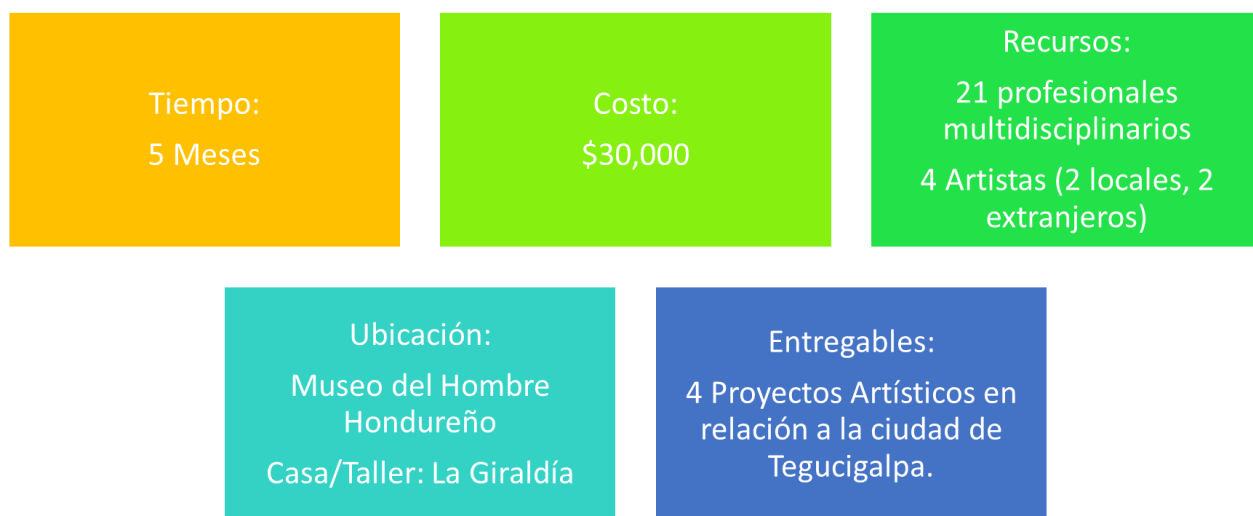 Tiempo:
5 Meses
Costo:
$30,000
Recursos:
21 profesionales
multidisciplinarios
4 Artistas (2 locales, 2
extranjeros)
Ubicación:
Museo del Hombre
Hondureño
Casa/Taller: La Giraldía
Entregables:
4 Proyectos Artísticos en
relación a la ciudad de
Tegucigalpa.